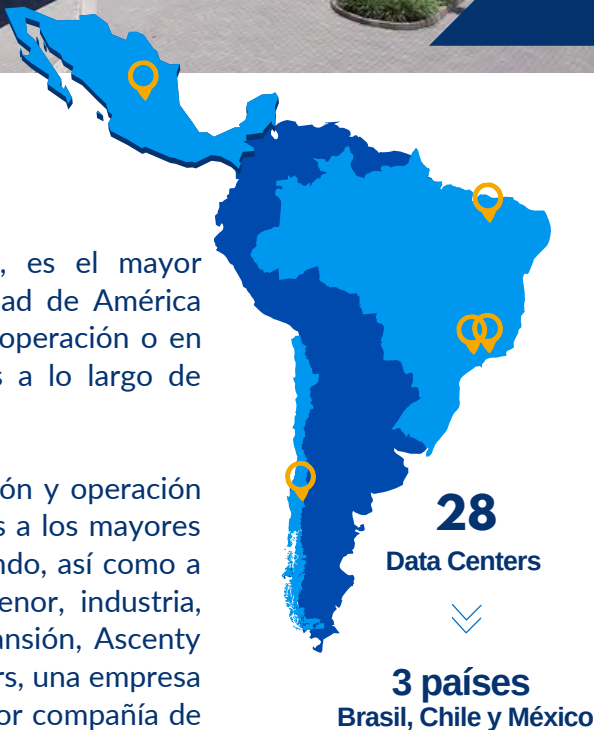 , es el mayor
ad de América
operación o en
s a lo largo de
ón y operación
s a los mayores
ndo, así como a
enor, industria,
ansión, Ascenty
rs, una empresa
or compañía de
28
Data Centers
3 países
Brasil, Chile y México